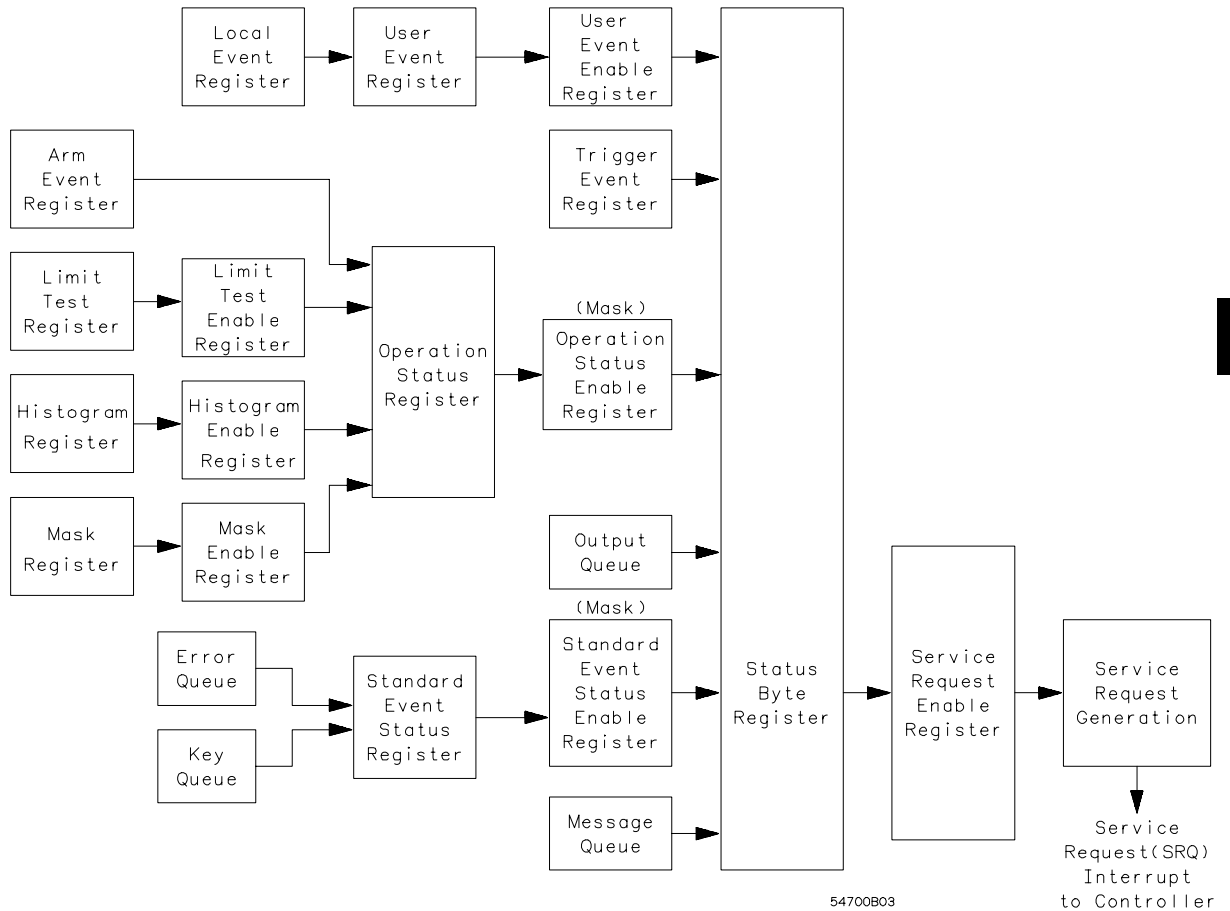 Local
Event
Register
User
Event
Register
User
Event
Enable
Register
Arm
Event
Register
Trigger
Event
Register
Limit
Test
Register
Limit
Test
Enable
Register
Operation
Status
Register
(Mask)
Operation
Status
Enable
Register
Histogram
Register
Histogram
Enable
Register
Mask
Register
Mask
Enable
Register
Output
Queue
(Mask)
Error
Queue
Key
Queue
Standard
Event
Status
Register
Standard
Event
Status
Enable
Register
Message
Queue
Status
Byte
Register
Service
Request
Enable
Register
Service
Request
Generation
Service
Request(SRQ)
Interrupt
to Controller
54700B03